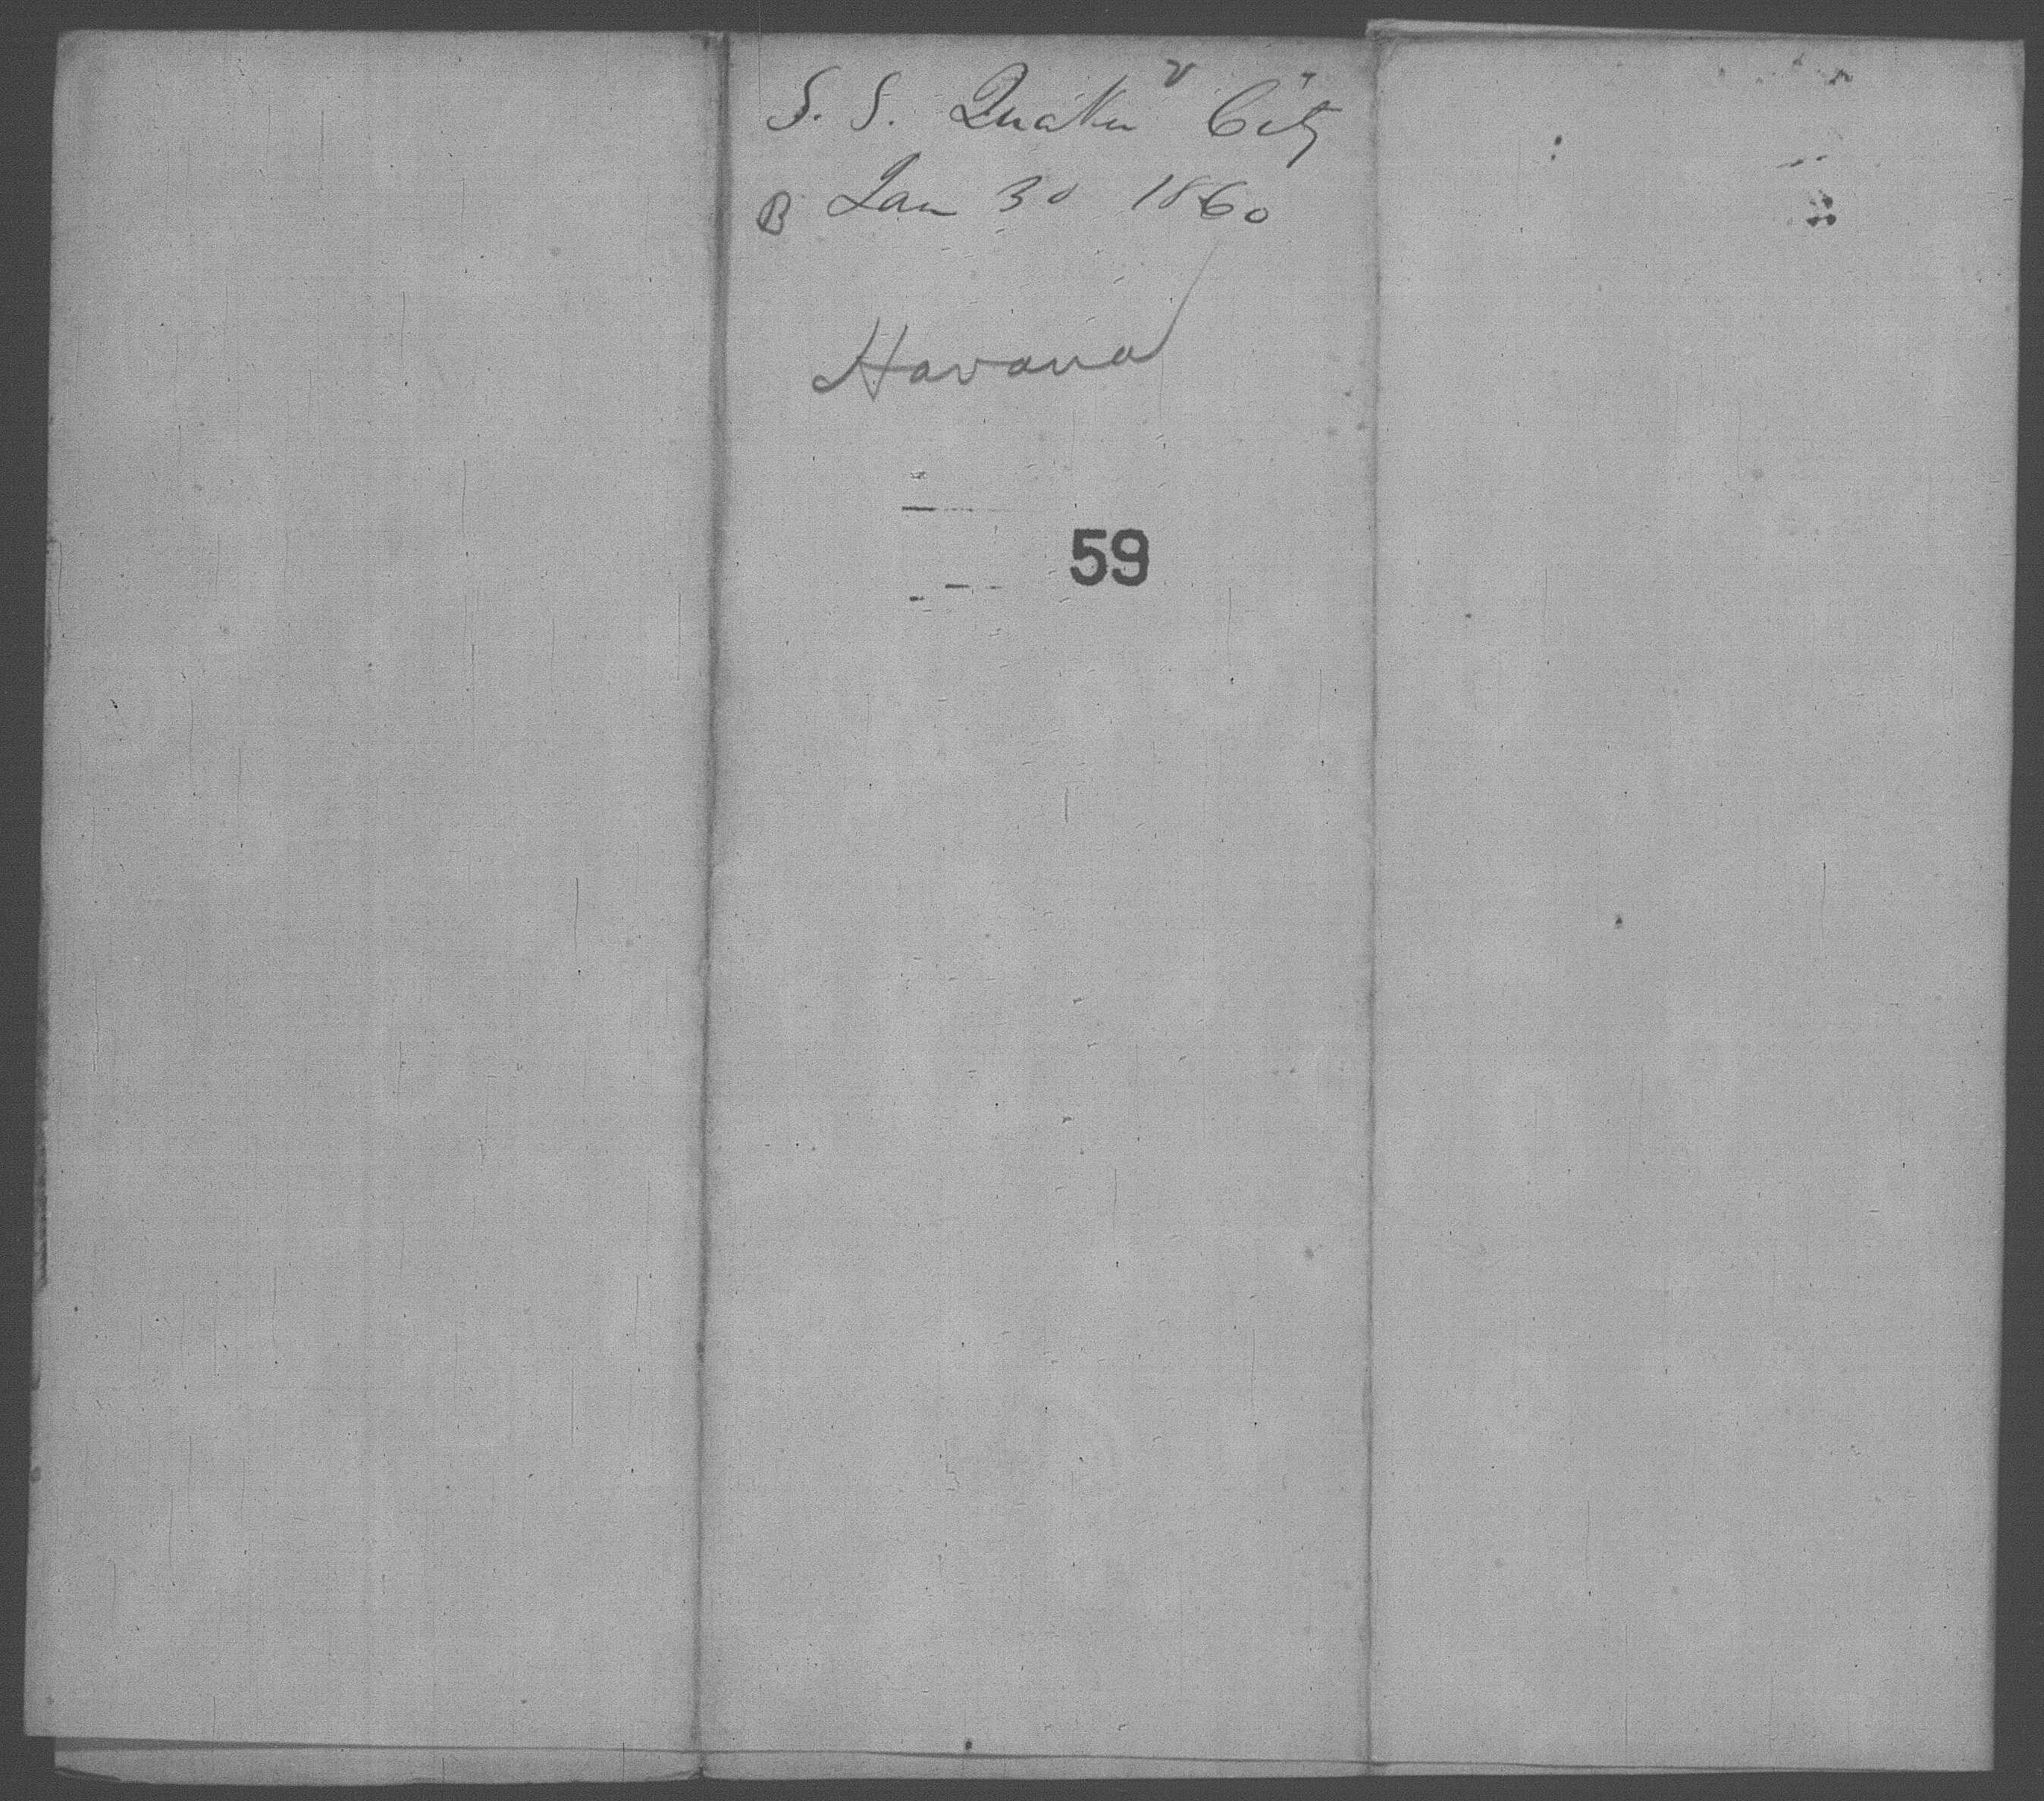 S. S. Quaker City
B Jan 30 1860
Havana
59